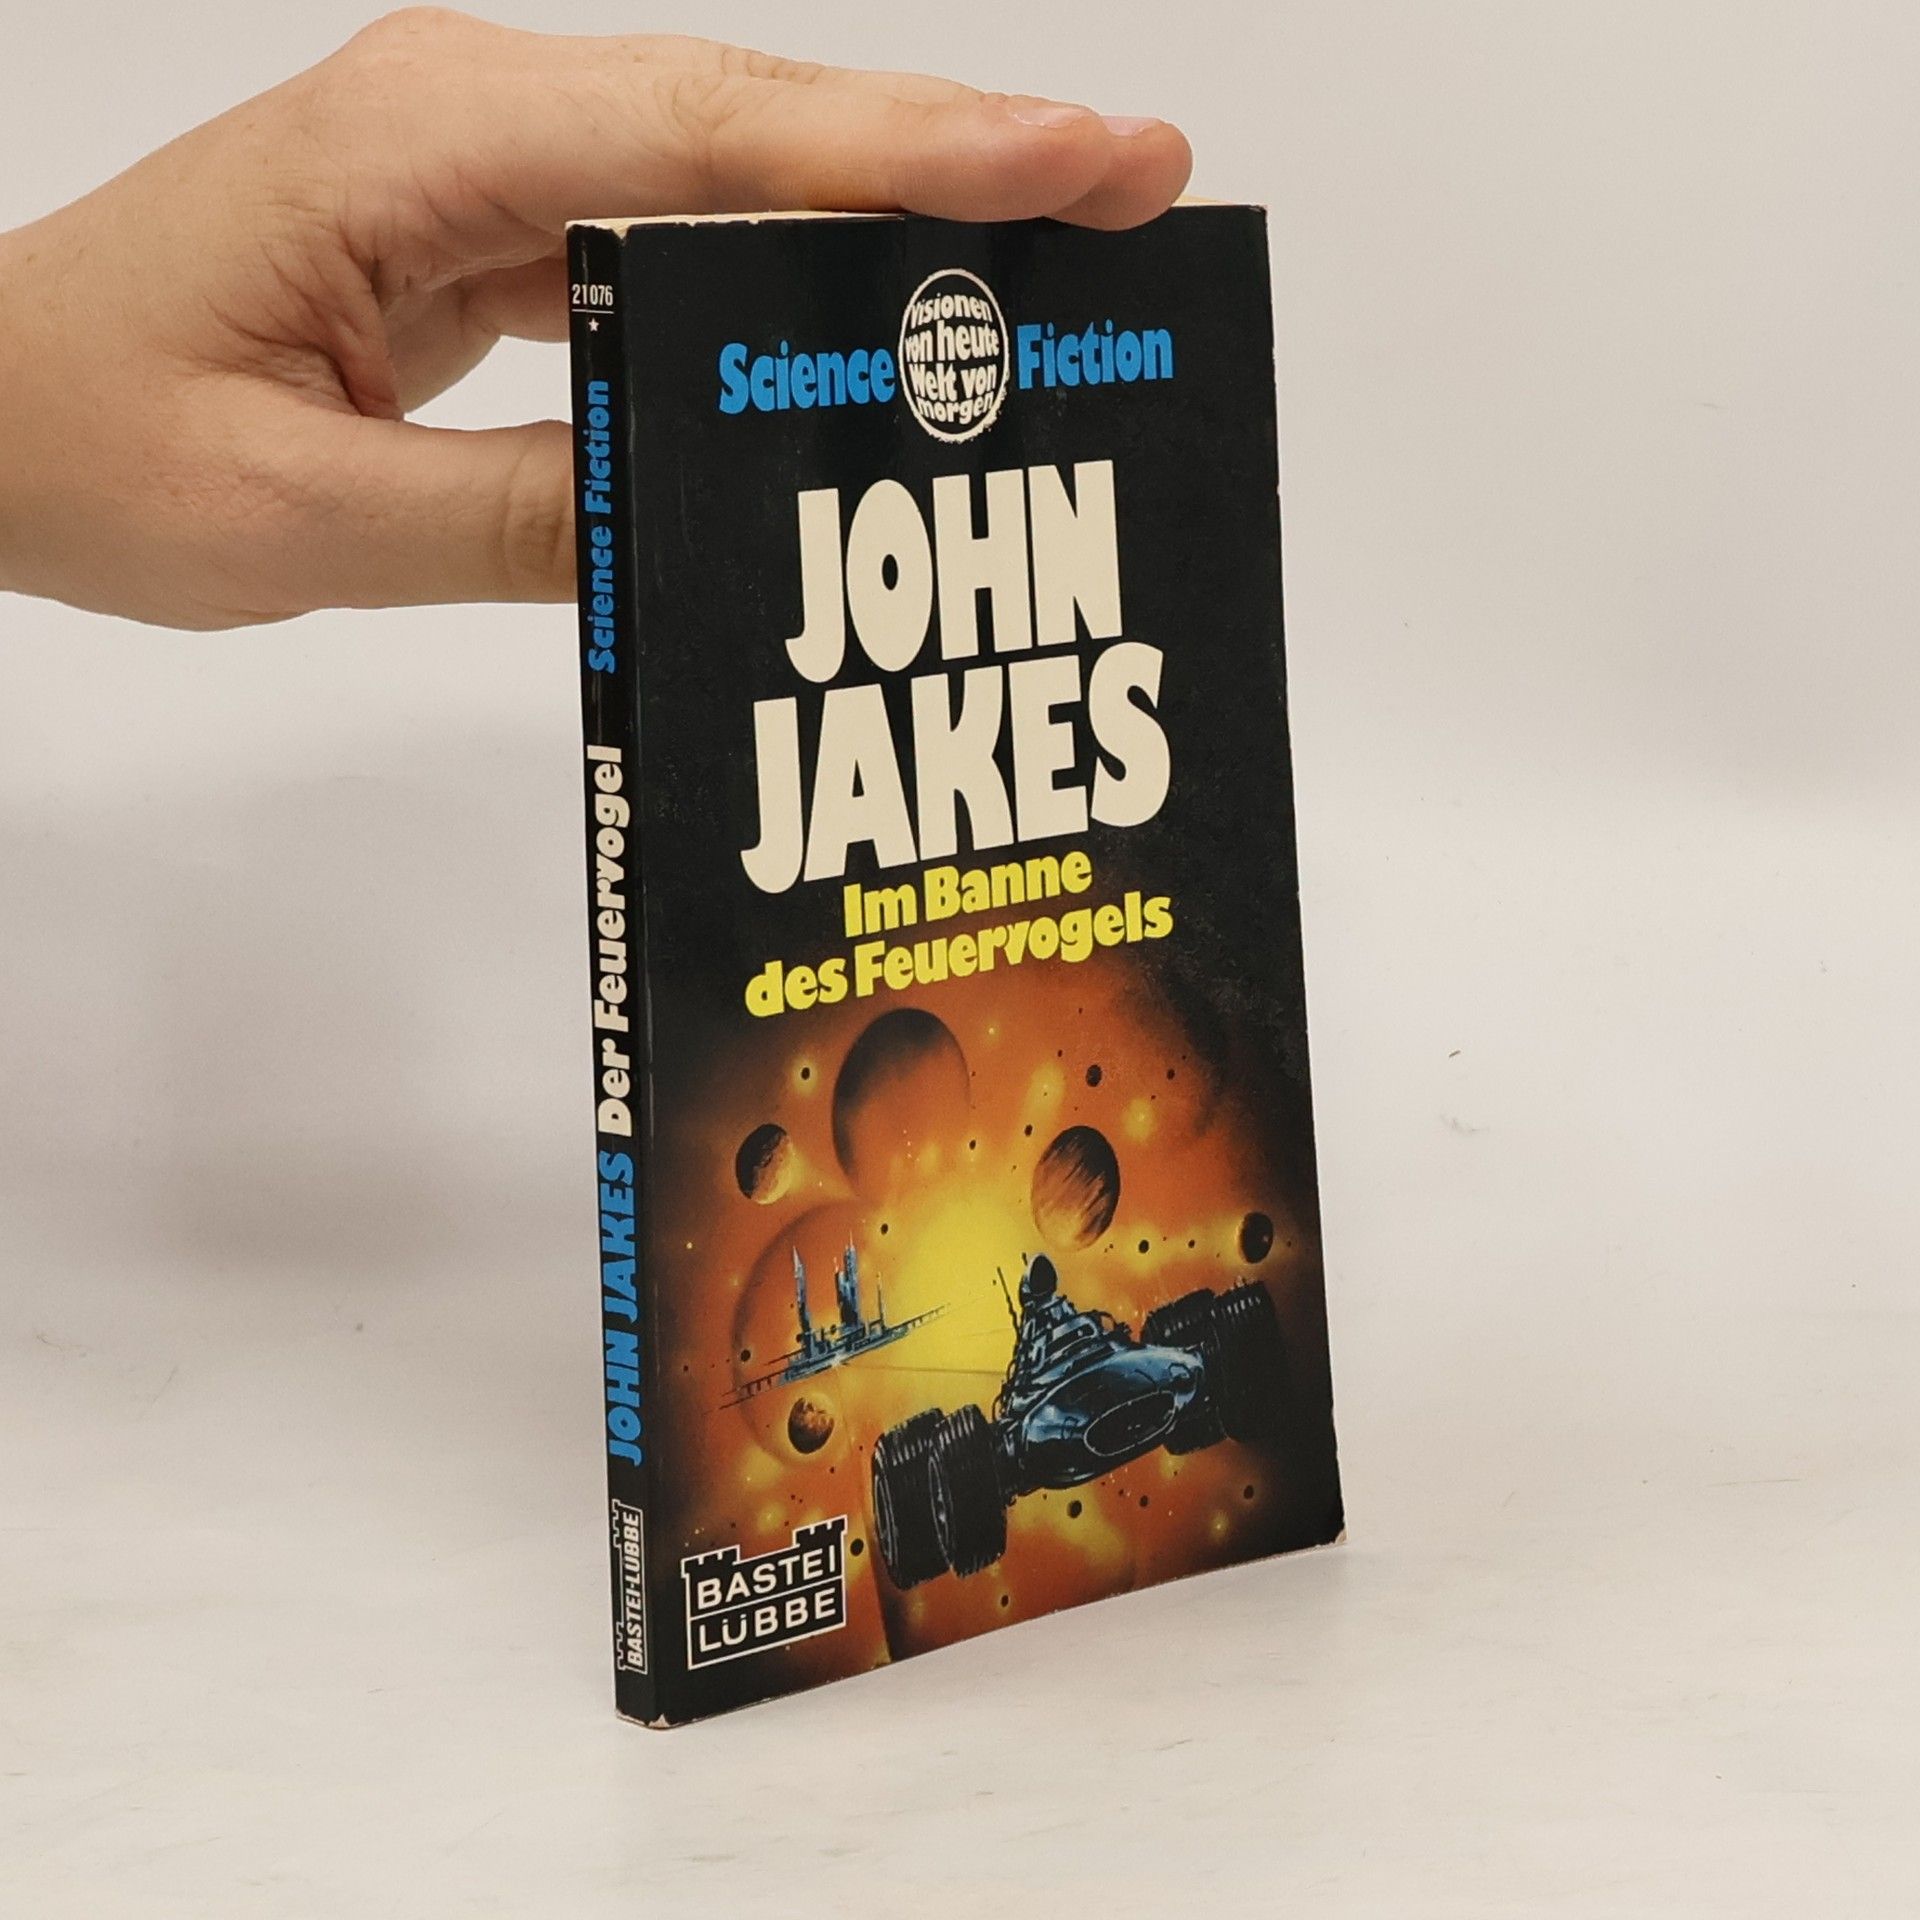 21076
Science Fiction
Der Feuervogel
JOHN JAKES
BASTEI-LÜBBE
Science Fiction
Visionen
von heute
Welt von
morgen
JOHN
JAKES
Im Banne
des Feuervogels
BASTEI
LÜBBE